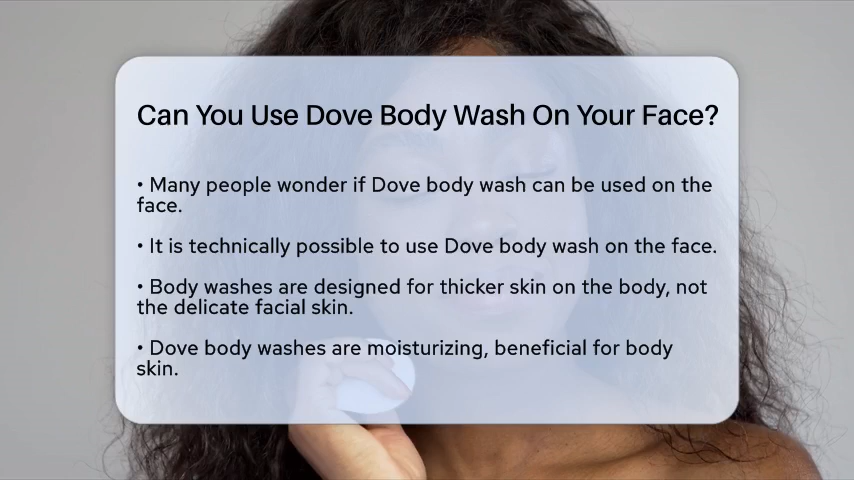 Can You Use Dove Body Wash On Your Face?
• Many people wonder if Dove body wash can be used on the
face.
• It is technically possible to use Dove body wash on the face.
• Body washes are designed for thicker skin on the body, not
the delicate facial skin.
• Dove body washes are moisturizing, beneficial for body
skin.